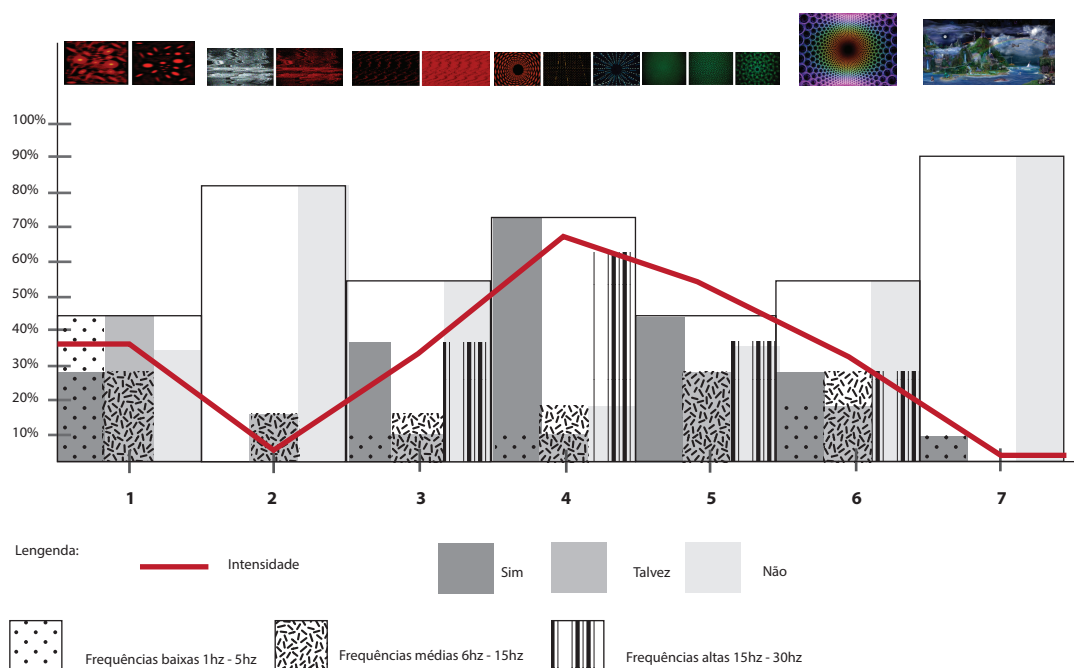 100%
90%
80%
70%
60%
50%
40%
30%
20%
10%
1 2 3 4 5 6 7
Lengenda:
Intensidade
Sim
Talvez
Não
Frequências baixas 1hz - 5hz
Frequências médias 6hz - 15hz
Frequências altas 15hz - 30hz